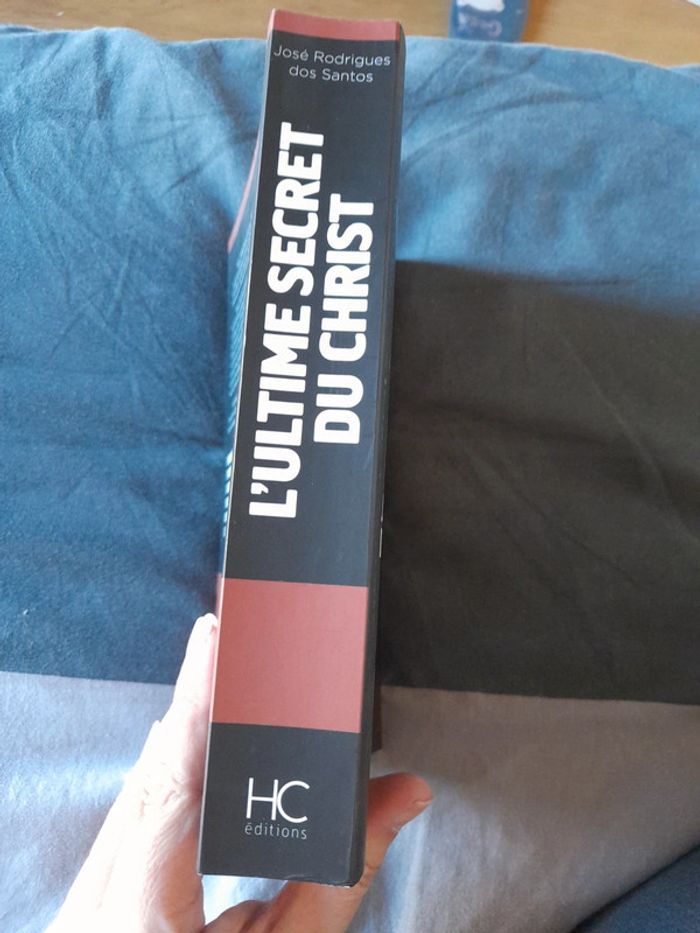 José Rodrigues
dos Santos
L'ULTIME SECRET
DU CHRIST
HC
éditions